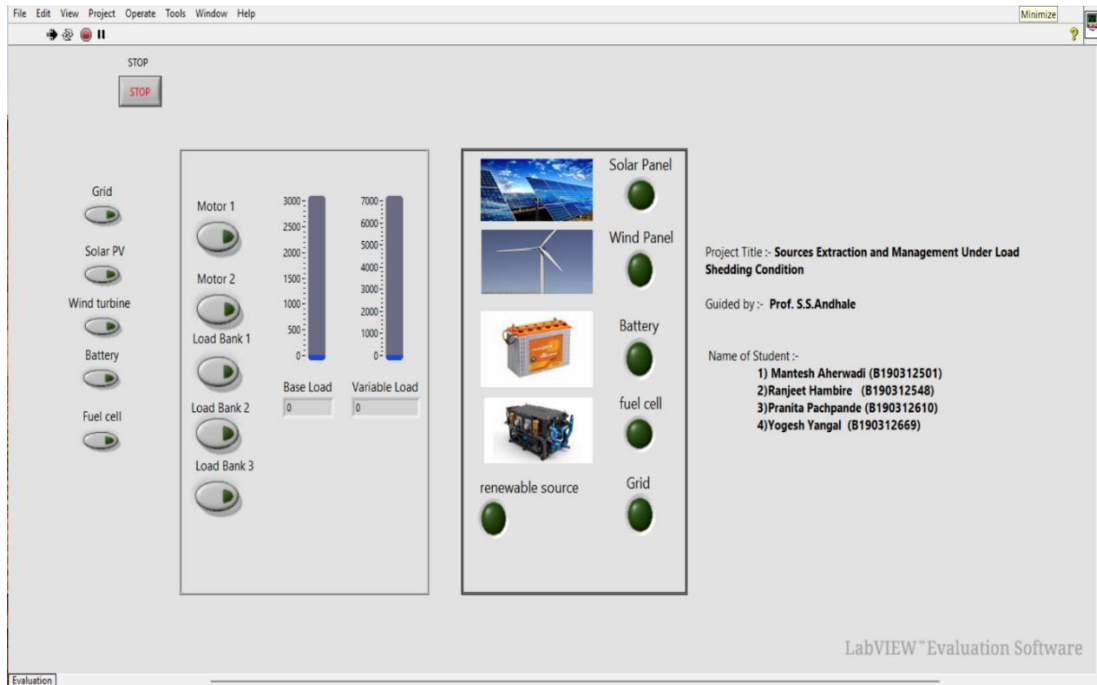 File Edit View Project Operate Tools Window Help
Minimize
STOP
STOP
Grid
Solar PV
Wind turbine
Battery
Fuel cell
Motor 1
Motor 2
Load Bank 1
Load Bank 2
Load Bank 3
3000
2500
2000
1500
1000
500
0
Base Load
0
7000
6000
5000
4000
3000
2000
1000
0
Variable Load
0
Solar Panel
Wind Panel
Battery
fuel cell
renewable source
Grid
Project Title :- Sources Extraction and Management Under Load
Shedding Condition
Guided by :- Prof. S.S.Andhale
Name of Student :-
1) Mantesh Aherwadi (B190312501)
2)Ranjeet Hambire (B190312548)
3)Pranita Pachpande (B190312610)
4)Yogesh Yangal (B190312669)
LabVIEW™ Evaluation Software
Evaluation